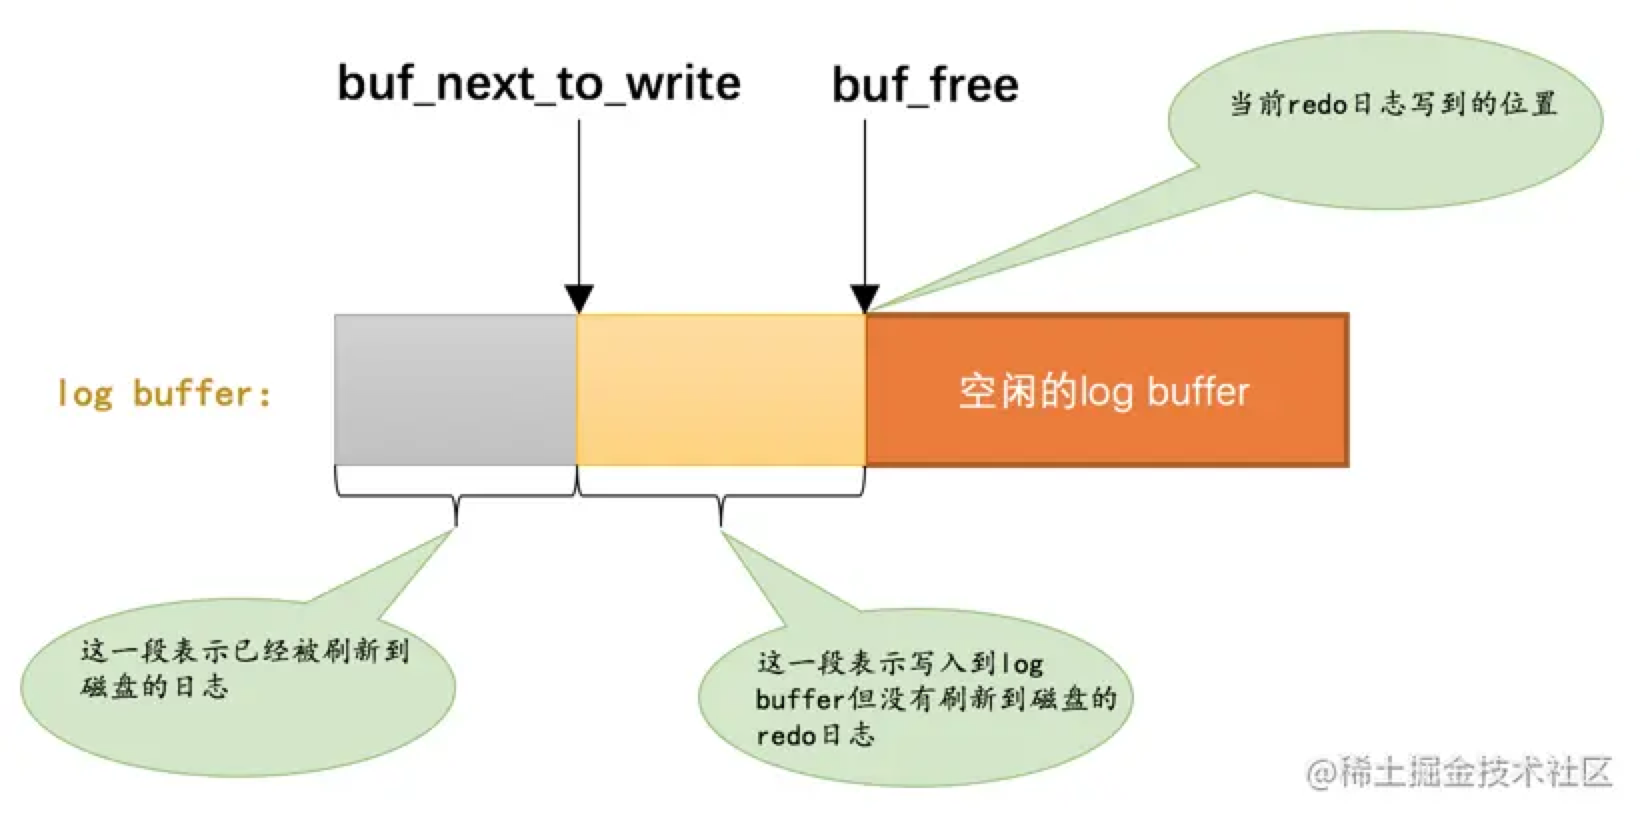 buf_next_to_write
buf_free
当前redo日志写到的位置
log buffer:
空闲的log buffer
这一段表示已经被刷新到
磁盘的日志
这一段表示写入到log
buffer但没有刷新到磁盘的
redo日志
@稀土掘金技术社区